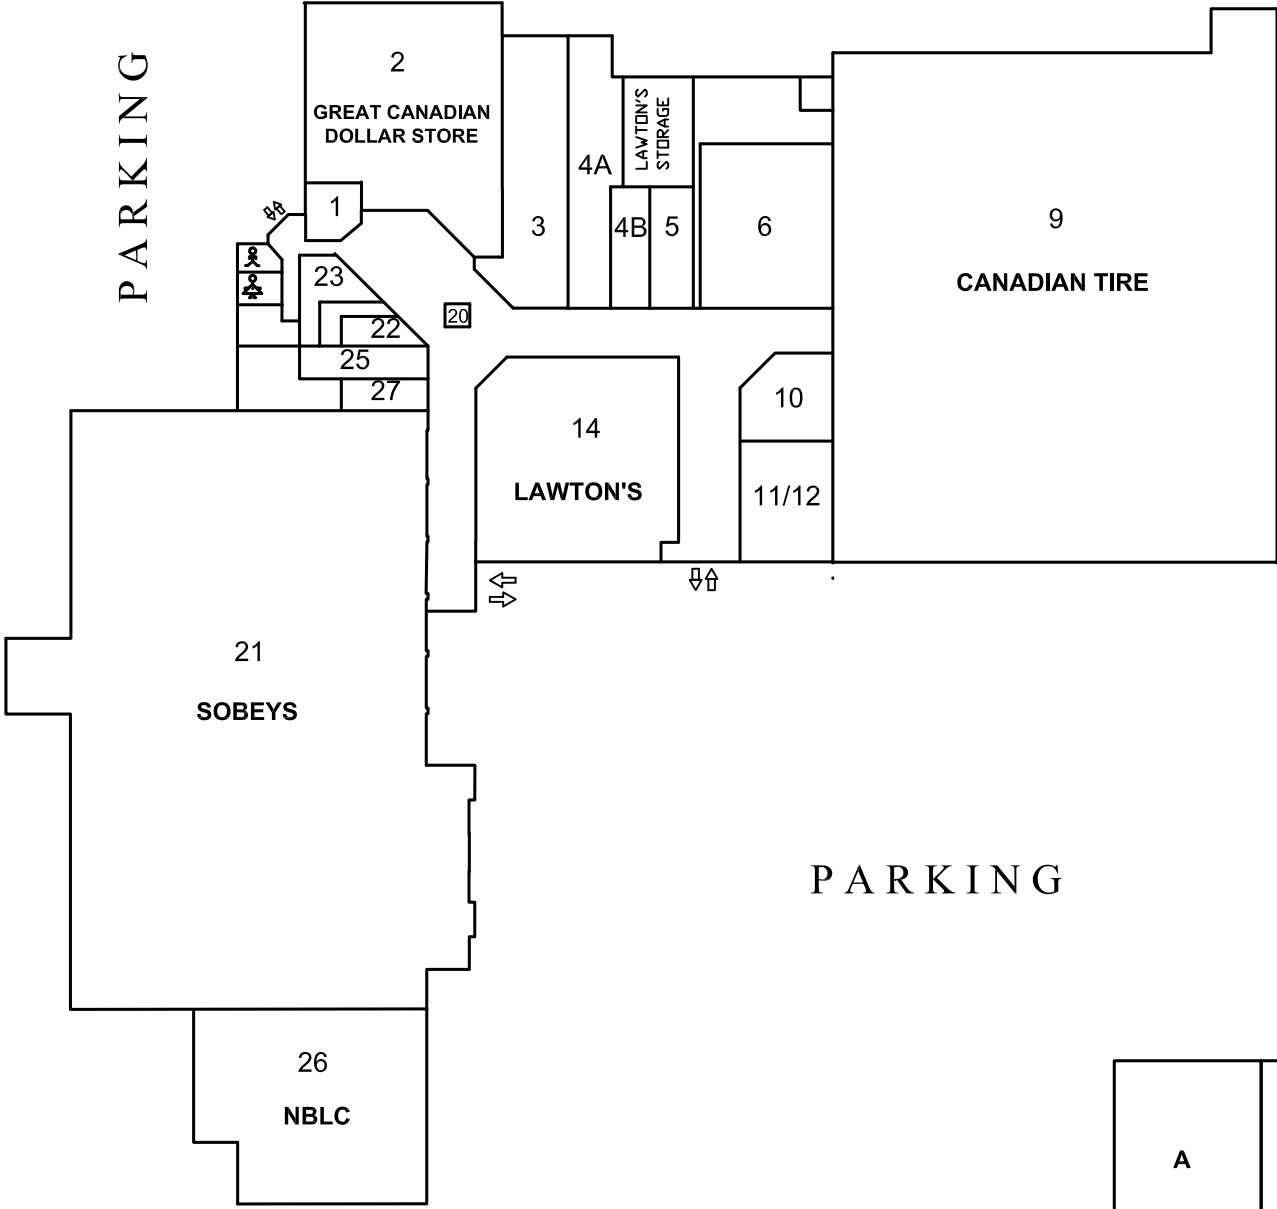 PARKING
2
GREAT CANADIAN
DOLLAR STORE
1
3
4A
LAWTON'S
STORAGE
4B
5
6
9
CANADIAN TIRE
23
20
22
25
27
10
14
LAWTON'S
11/12
21
SOBEYS
PARKING
26
NBLC
A